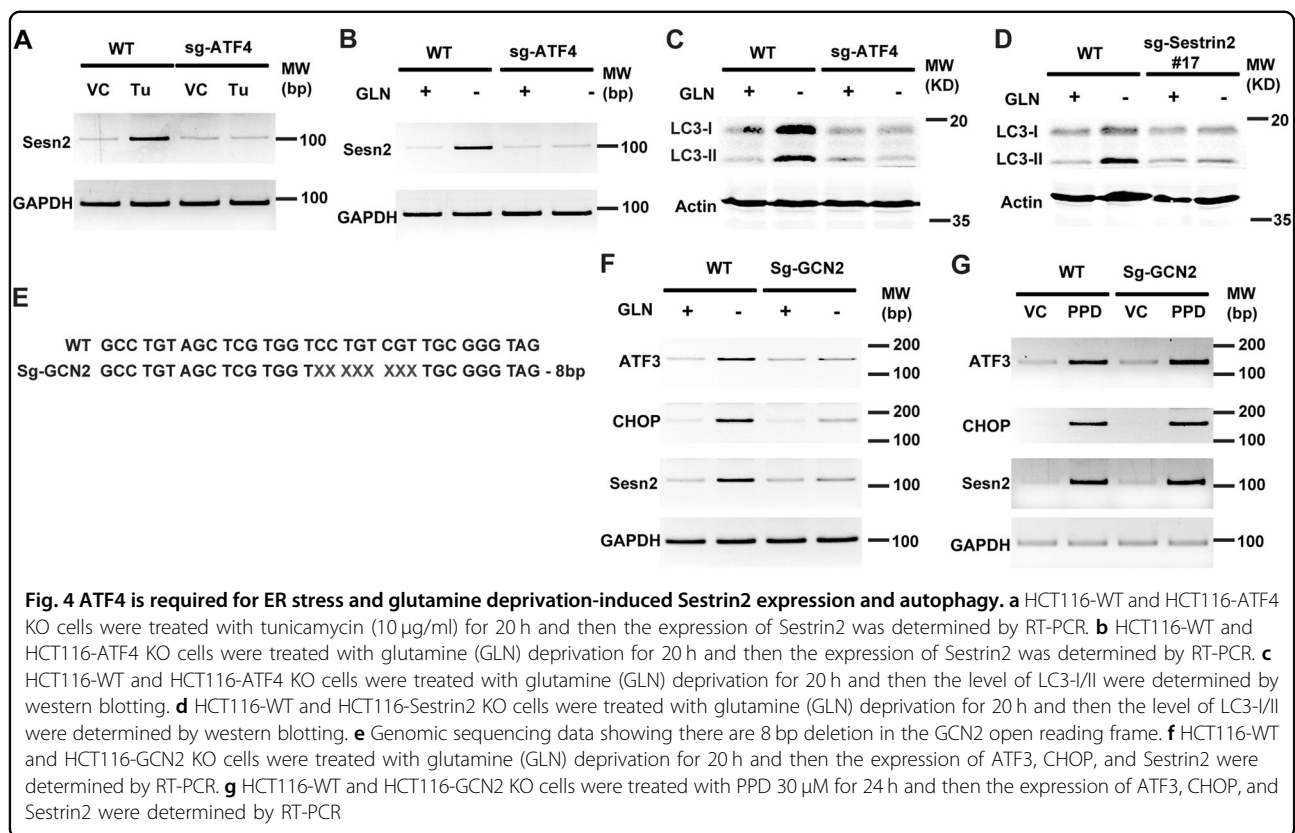 A
WT sg-ATF4
VC Tu VC Tu
MW
(bp)
Sesn2
100
GAPDH
100
B
WT sg-ATF4
MW
(bp)
GLN + - + -
Sesn2
100
GAPDH
100
C
WT sg-ATF4
MW
(KD)
GLN + - + -
20
LC3-I
LC3-II
Actin
35
D
WT sg-Sestrin2
#17
MW
(KD)
GLN + - + -
20
LC3-I
LC3-II
Actin
35
E
WT GCC TGT AGC TCG TGG TCC TGT CGT TGC GGG TAG
Sg-GCN2 GCC TGT AGC TCG TGG TXX XXX XXX TGC GGG TAG - 8bp
F
WT Sg-GCN2
MW
(bp)
GLN + - + -
ATF3
200
100
CHOP
200
100
Sesn2
100
GAPDH
100
G
WT Sg-GCN2
MW
(bp)
VC PPD VC PPD
ATF3
200
100
CHOP
200
100
Sesn2
100
GAPDH
100
Fig. 4 ATF4 is required for ER stress and glutamine deprivation-induced Sestrin2 expression and autophagy. a HCT116-WT and HCT116-ATF4
KO cells were treated with tunicamycin (10 µg/ml) for 20 h and then the expression of Sestrin2 was determined by RT-PCR. b HCT116-WT and
HCT116-ATF4 KO cells were treated with glutamine (GLN) deprivation for 20 h and then the expression of Sestrin2 was determined by RT-PCR. c
HCT116-WT and HCT116-ATF4 KO cells were treated with glutamine (GLN) deprivation for 20 h and then the level of LC3-I/II were determined by
western blotting. d HCT116-WT and HCT116-Sestrin2 KO cells were treated with glutamine (GLN) deprivation for 20 h and then the level of LC3-I/II
were determined by western blotting. e Genomic sequencing data showing there are 8 bp deletion in the GCN2 open reading frame. f HCT116-WT
and HCT116-GCN2 KO cells were treated with glutamine (GLN) deprivation for 20 h and then the expression of ATF3, CHOP, and Sestrin2 were
determined by RT-PCR. g HCT116-WT and HCT116-GCN2 KO cells were treated with PPD 30 µM for 24 h and then the expression of ATF3, CHOP, and
Sestrin2 were determined by RT-PCR